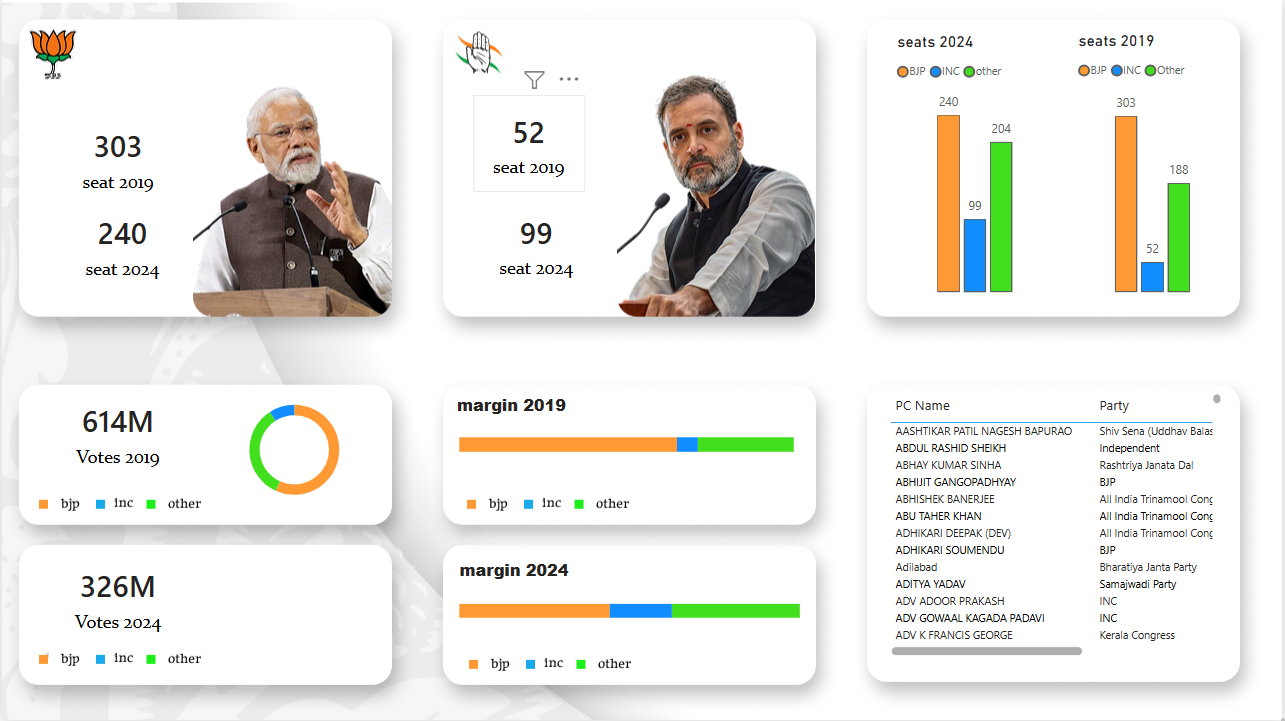 303
seat 2019
240
seat 2024
52
seat 2019
99
seat 2024
seats 2024
BJP INC other
240
99
204
seats 2019
BJP INC Other
303
52
188
614M
Votes 2019
bjp inc other
326M
Votes 2024
bjp inc other
margin 2019
bjp inc other
margin 2024
bjp inc other
PC Name Party
AASHTIKAR PATIL NAGESH BAPURAO Shiv Sena (Uddhav Balas
ABDUL RASHID SHEIKH Independent
ABHAY KUMAR SINHA Rashtriya Janata Dal
ABHIJIT GANGOPADHYAY BJP
ABHISHEK BANERJEE All India Trinamool Cong
ABU TAHER KHAN All India Trinamool Cong
ADHIKARI DEEPAK (DEV) All India Trinamool Cong
ADHIKARI SOUMENDU BJP
Adilabad Bharatiya Janta Party
ADITYA YADAV Samajwadi Party
ADV ADOOR PRAKASH INC
ADV GOWAAL KAGADA PADAVI INC
ADV K FRANCIS GEORGE Kerala Congress